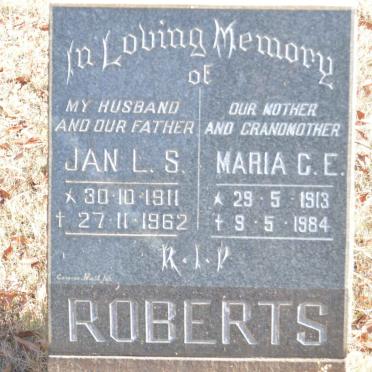 In Loving Memory
of
MY HUSBAND
AND OUR FATHER
JAN L. S.
* 30·10·1911
† 27·11·1962
OUR MOTHER
AND GRANDMOTHER
MARIA C. E.
* 29·5·1913
† 9·5·1984
R·I·P
ROBERTS